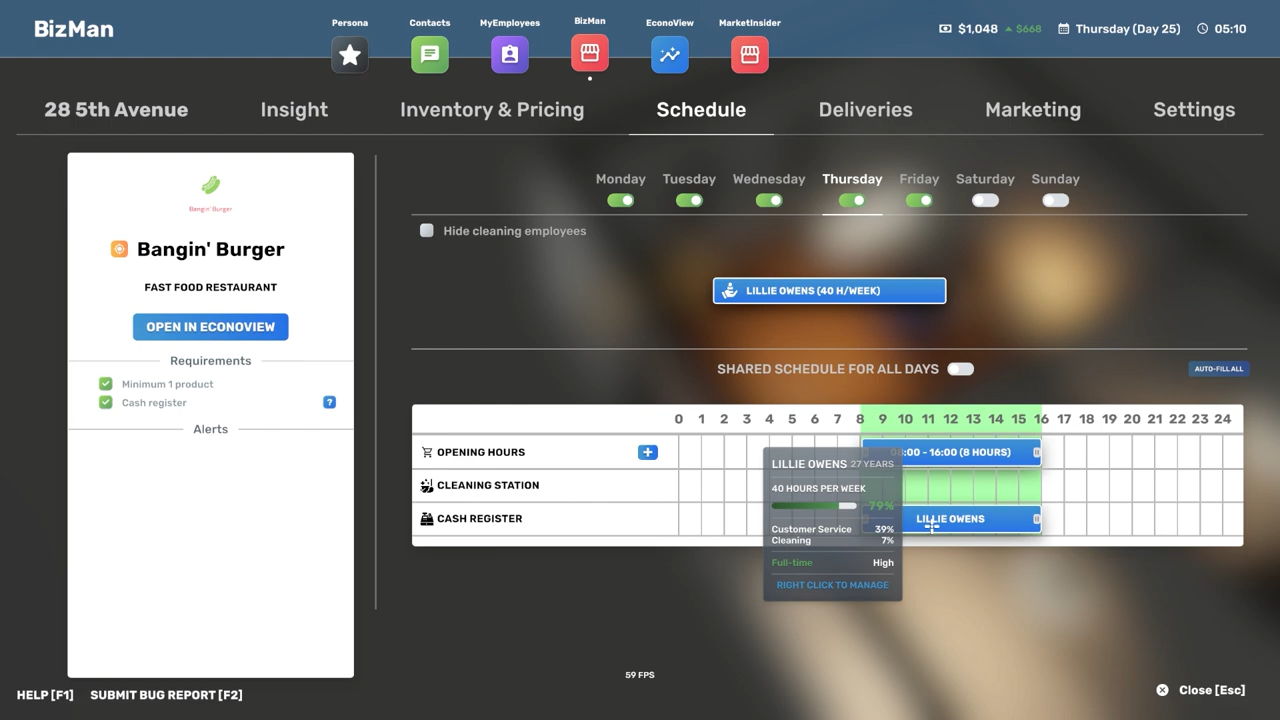 BizMan
Persona
Contacts
MyEmployees
BizMan
EconoView
MarketInsider
$1,048 $668 Thursday (Day 25) 05:10
28 5th Avenue Insight Inventory & Pricing Schedule Deliveries Marketing Settings
Bangin' Burger
Bangin' Burger
FAST FOOD RESTAURANT
OPEN IN ECONOVIEW
Requirements
Minimum 1 product
Cash register ?
Alerts
Monday Tuesday Wednesday Thursday Friday Saturday Sunday
Hide cleaning employees
LILLIE OWENS (40 H/WEEK)
SHARED SCHEDULE FOR ALL DAYS
AUTO-FILL ALL
0 1 2 3 4 5 6 7 8 9 10 11 12 13 14 15 16 17 18 19 20 21 22 23 24
OPENING HOURS + 08:00 - 16:00 (8 HOURS)
CLEANING STATION
CASH REGISTER LILLIE OWENS
LILLIE OWENS 27 YEARS
40 HOURS PER WEEK
79%
Customer Service 39%
Cleaning 7%
Full-time High
RIGHT CLICK TO MANAGE
59 FPS
HELP [F1] SUBMIT BUG REPORT [F2]
Close [Esc]